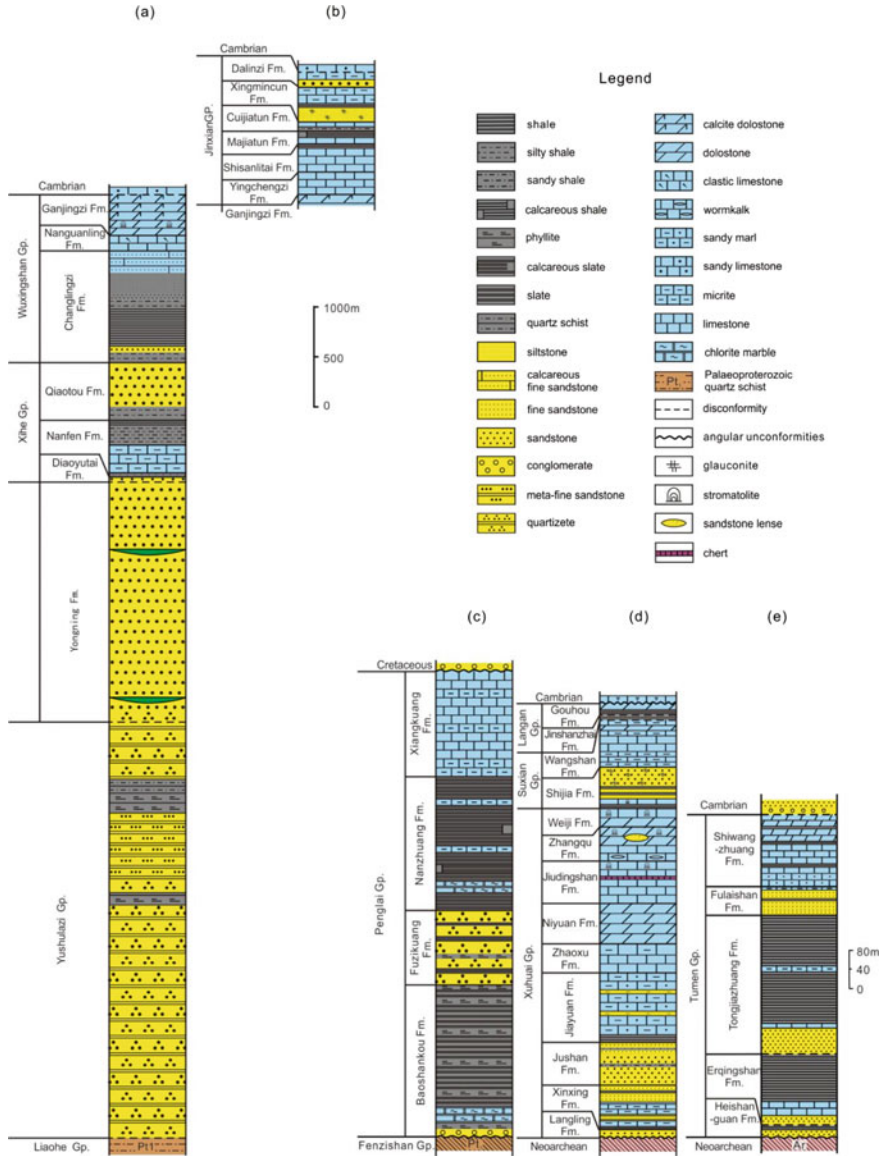 (a)
(b)
Cambrian
Dalinzi Fm.
Xingmincun
Fm.
Cuijiatun Fm.
Majiatun Fm.
Shisanlitai Fm.
Yingchengzi
Fm.
Ganjingzi Fm.
JinxianGP.
Cambrian
Ganjingzi Fm.
Nanguanling
Fm.
Changlingzi
Fm.
Wuxingshan Gp.
Qiaotou Fm.
Nanfen Fm.
Diaoyutai
Fm.
Xihe Gp.
Yongning Fm.
Yushulazi Gp.
Liaohe Gp.
Pt1
1000m
500
0
Legend
shale
silty shale
sandy shale
calcareous shale
phyllite
calcareous slate
slate
quartz schist
siltstone
calcareous
fine sandstone
fine sandstone
sandstone
conglomerate
meta-fine sandstone
quartizete
calcite dolostone
dolostone
clastic limestone
wormkalk
sandy marl
sandy limestone
micrite
limestone
chlorite marble
Pt.
Palaeoproterozoic
quartz schist
disconformity
angular unconformities
glauconite
stromatolite
sandstone lense
chert
(c)
(d)
(e)
Cretaceous
Xiangkuang
Fm.
Nanzhuang Fm.
Fuzikuang
Fm.
Baoshankou Fm.
Penglai Gp.
Fenzishan Gp.
Pt.
Cambrian
Gouhou
Fm.
Jinshanzhai
Fm.
Langan
Gp.
Wangshan
Fm.
Shijia Fm.
Suxian
Gp.
Weiji Fm.
Zhangqu
Fm.
Jiudingshan
Fm.
Niyuan Fm.
Zhaoxu
Fm.
Jiayuan Fm.
Jushan
Fm.
Xinxing
Fm.
Langling
Fm.
Xuhuai Gp.
Neoarchean
Cambrian
Shiwang
-zhuang
Fm.
Fulaishan
Fm.
Tongjiazhuang Fm.
Erqingshan
Fm.
Heishan
-guan Fm.
Tumen Gp.
Neoarchean
Ar.
80m
40
0